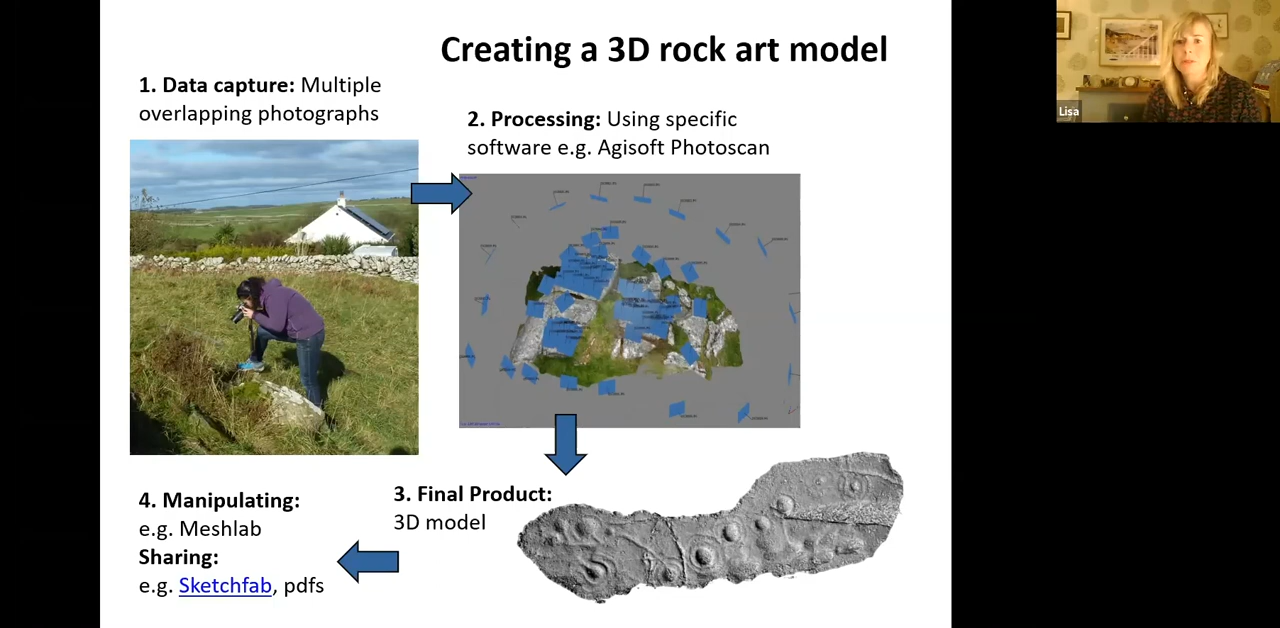 Creating a 3D rock art model
1. Data capture: Multiple
overlapping photographs
2. Processing: Using specific
software e.g. Agisoft Photoscan
3. Final Product:
3D model
4. Manipulating:
e.g. Meshlab
Sharing:
e.g. Sketchfab, pdfs
Lisa